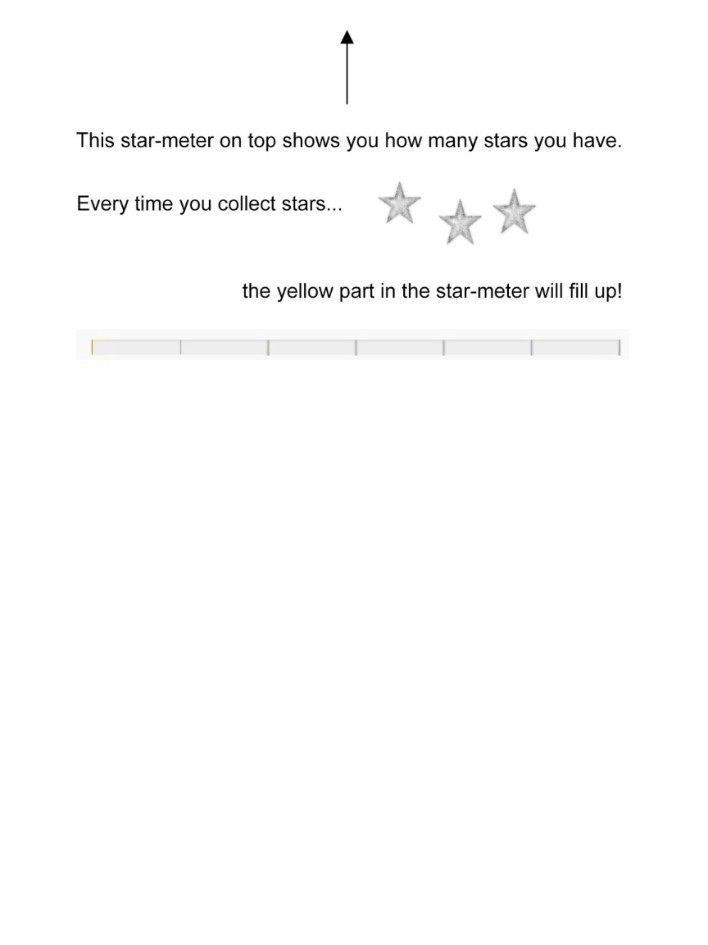 This star-meter on top shows you how many stars you have.
Every time you collect stars...
the yellow part in the star-meter will fill up!